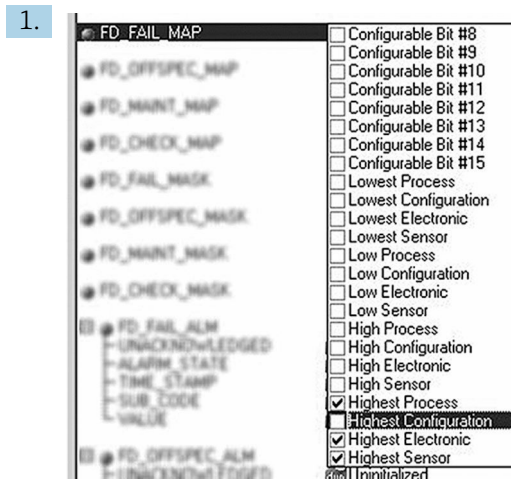 1.
FD_FAIL_MAP
FD_OFFSPEC_MAP
FD_MAINT_MAP
FD_CHECK_MAP
FD_FAIL_MASK
FD_OFFSPEC_MASK
FD_MAINT_MASK
FD_CHECK_MASK
FD_FAIL_ALM
UNACKNOWLEDGED
ALARM_STATE
TIME_STAMP
SUB_CODE
VALUE
FD_OFFSPEC_ALM
UNACKNOWLEDGED
Configurable Bit #8
Configurable Bit #9
Configurable Bit #10
Configurable Bit #11
Configurable Bit #12
Configurable Bit #13
Configurable Bit #14
Configurable Bit #15
Lowest Process
Lowest Configuration
Lowest Electronic
Lowest Sensor
Low Process
Low Configuration
Low Electronic
Low Sensor
High Process
High Configuration
High Electronic
High Sensor
Highest Process
Highest Configuration
Highest Electronic
Highest Sensor
Uninitialized